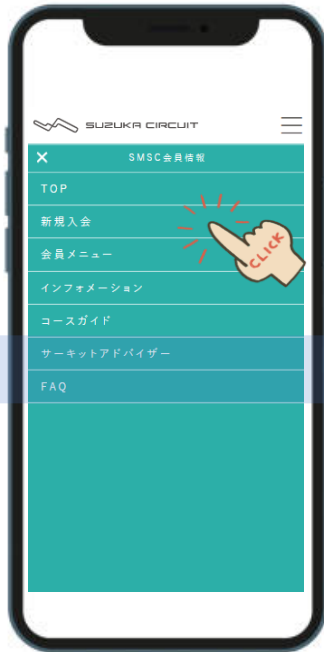 SUZUKA CIRCUIT
× SMSC会員情報
TOP
新規入会
会員メニュー
インフォメーション
コースガイド
サーキットアドバイザー
FAQ
CLICK